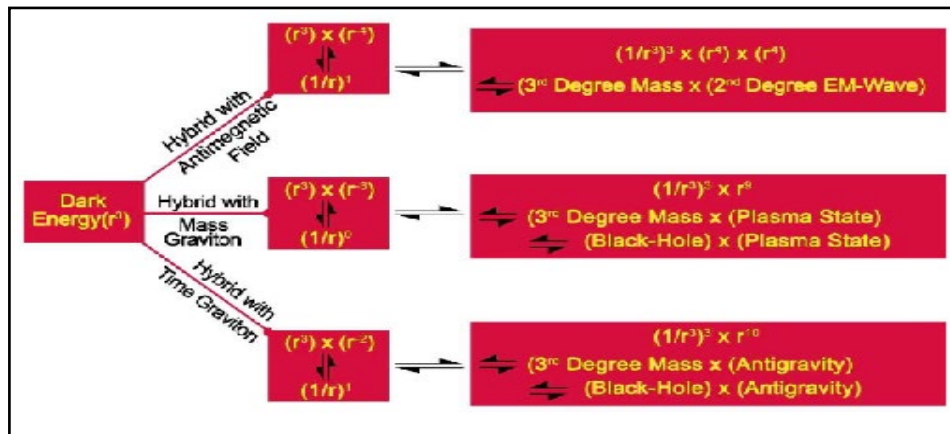 (r³) x (r⁻⁴)
(1/r)¹
(1/r³)³ x (r⁴) x (r⁴)
(3rd Degree Mass x (2nd Degree EM-Wave)
Hybrid with
Antimegnetic
Field
Dark
Energy(r³)
Hybrid with
Mass
Graviton
(r³) x (r⁻³)
(1/r)⁰
(1/r³)³ x r⁹
(3rd Degree Mass x (Plasma State)
(Black-Hole) x (Plasma State)
Hybrid with
Time Graviton
(r³) x (r⁻²)
(1/r)¹
(1/r³)³ x r¹⁰
(3rd Degree Mass x (Antigravity)
(Black-Hole) x (Antigravity)